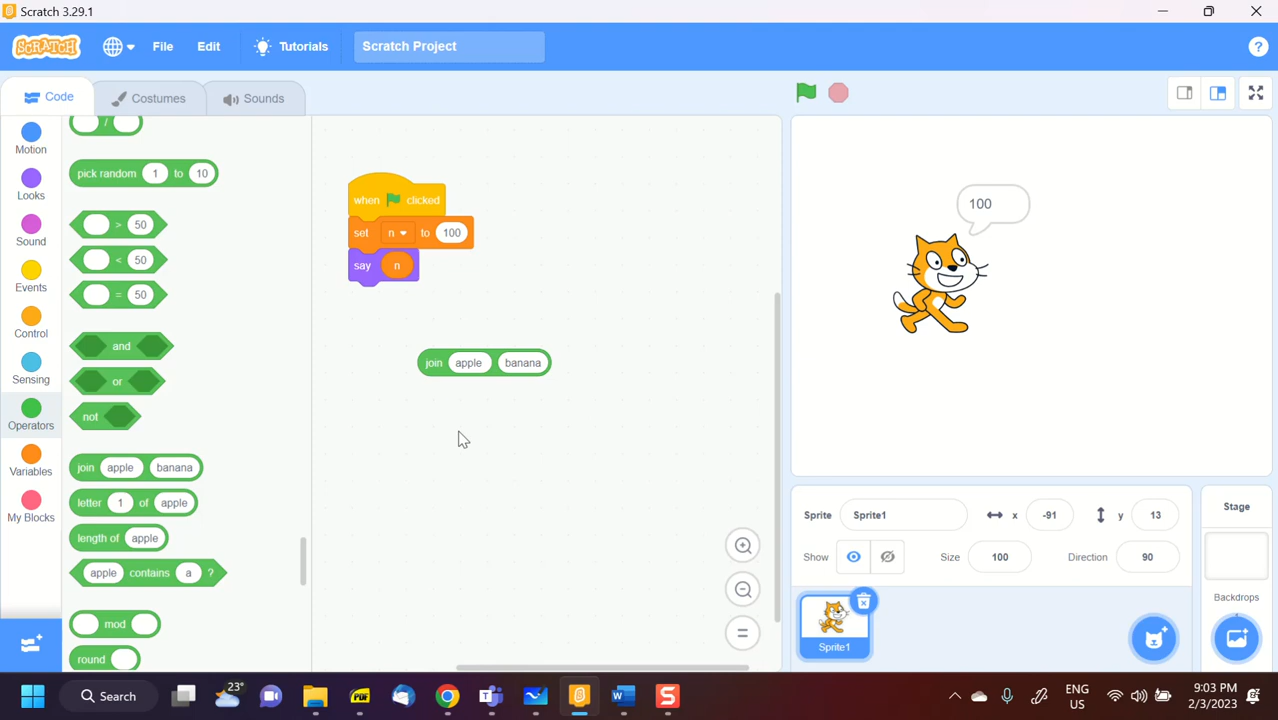 Scratch 3.29.1
SCRATCH File Edit Tutorials Scratch Project ?
Code Costumes Sounds
Motion
Looks
Sound
Events
Control
Sensing
Operators
Variables
My Blocks
/
pick random 1 to 10
> 50
< 50
= 50
and
or
not
join apple banana
letter 1 of apple
length of apple
apple contains a ?
mod
round
when clicked
set n to 100
say n
join apple banana
100
Sprite Sprite1 x -91 y 13
Show Size 100 Direction 90
Sprite1
Stage
Backdrops
Search
23°
PDF
S
ENG
US
9:03 PM
2/3/2023